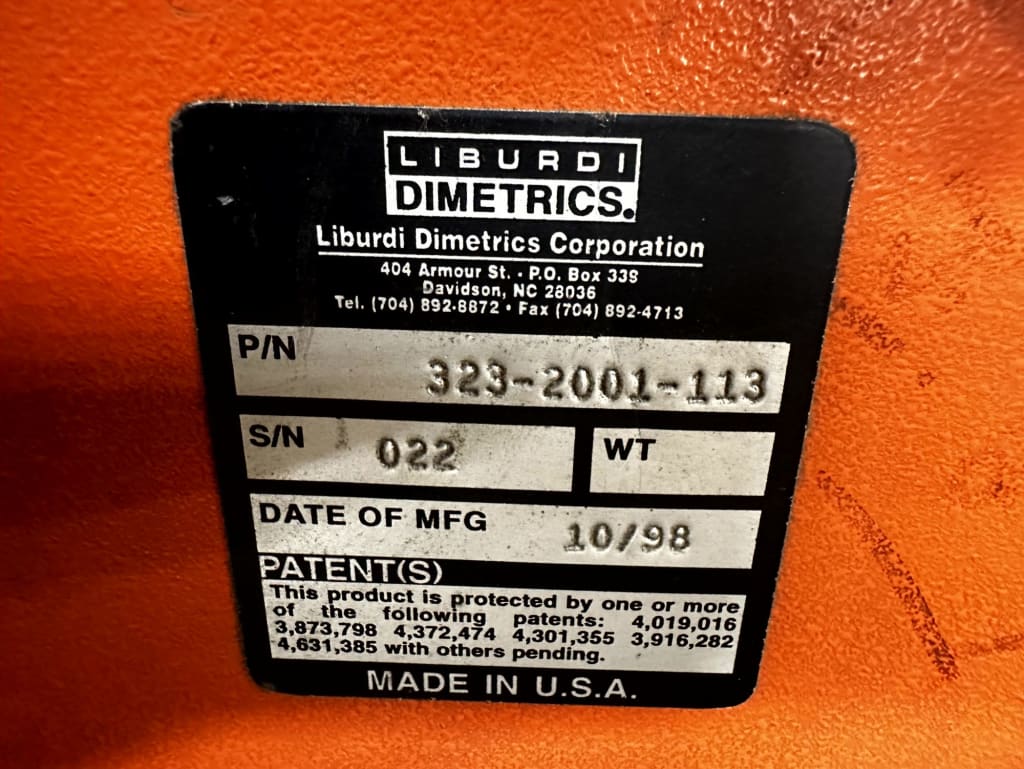 LIBURDI
DIMETRICS.
Liburdi Dimetrics Corporation
404 Armour St. • P.O. Box 339
Davidson, NC 28036
Tel. (704) 892-8872 • Fax (704) 892-4713
P/N 323-2001-113
S/N 022 WT
DATE OF MFG 10/98
PATENT(S)
This product is protected by one or more
of the following patents: 4,019,016
3,873,798 4,372,474 4,301,355 3,916,282
4,631,385 with others pending.
MADE IN U.S.A.